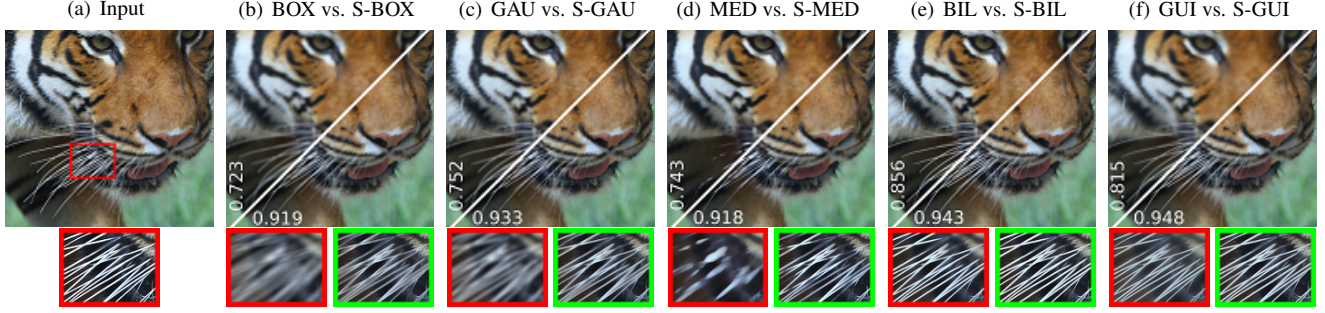 (a) Input
(b) BOX vs. S-BOX
(c) GAU vs. S-GAU
(d) MED vs. S-MED
(e) BIL vs. S-BIL
(f) GUI vs. S-GUI
0.723
0.919
0.752
0.933
0.743
0.918
0.856
0.943
0.815
0.948